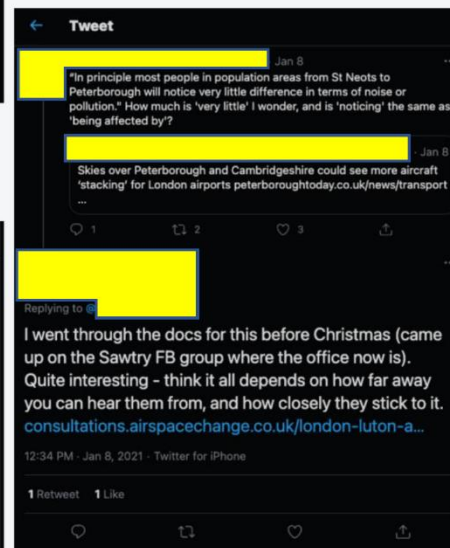 Tweet
Jan 8
"In principle most people in population areas from St Neots to
Peterborough will notice very little difference in terms of noise or
pollution." How much is 'very little' I wonder, and is 'noticing' the same as
'being affected by'?
· Jan 8
Skies over Peterborough and Cambridgeshire could see more aircraft
'stacking' for London airports peterboroughtoday.co.uk/news/transport
...
1 2 3
Replying to @
I went through the docs for this before Christmas (came
up on the Sawtry FB group where the office now is).
Quite interesting - think it all depends on how far away
you can hear them from, and how closely they stick to it.
consultations.airspacechange.co.uk/london-luton-a...
12:34 PM · Jan 8, 2021 · Twitter for iPhone
1 Retweet 1 Like